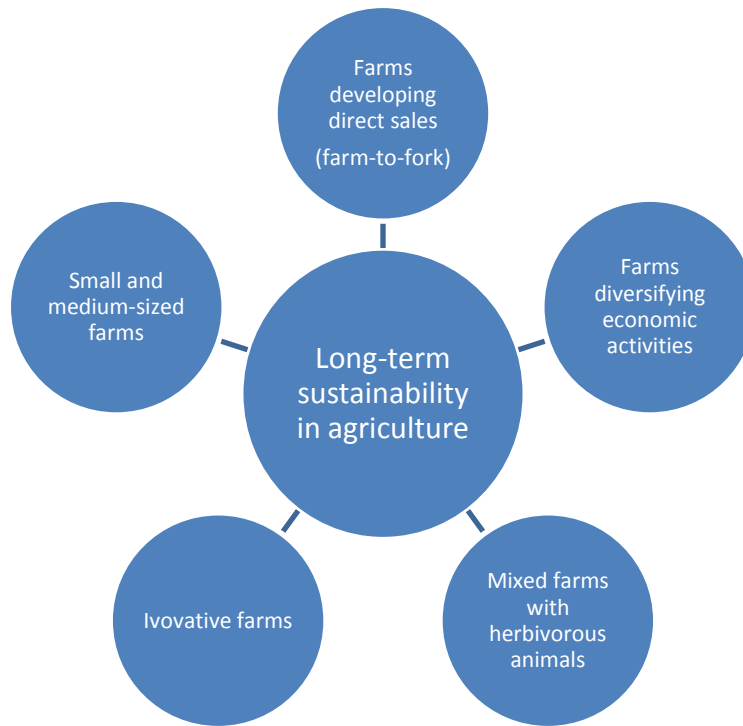 Farms
developing
direct sales
(farm-to-fork)
Farms
diversifying
economic
activities
Mixed farms
with
herbivorous
animals
Ivovative farms
Small and
medium-sized
farms
Long-term
sustainability
in agriculture